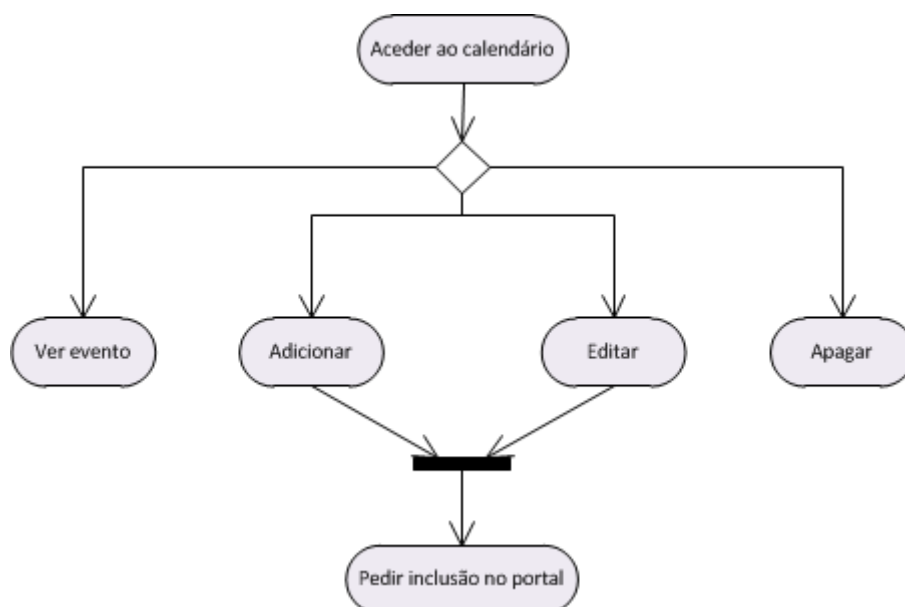 Aceder ao calendário
Ver evento
Adicionar
Editar
Apagar
Pedir inclusão no portal